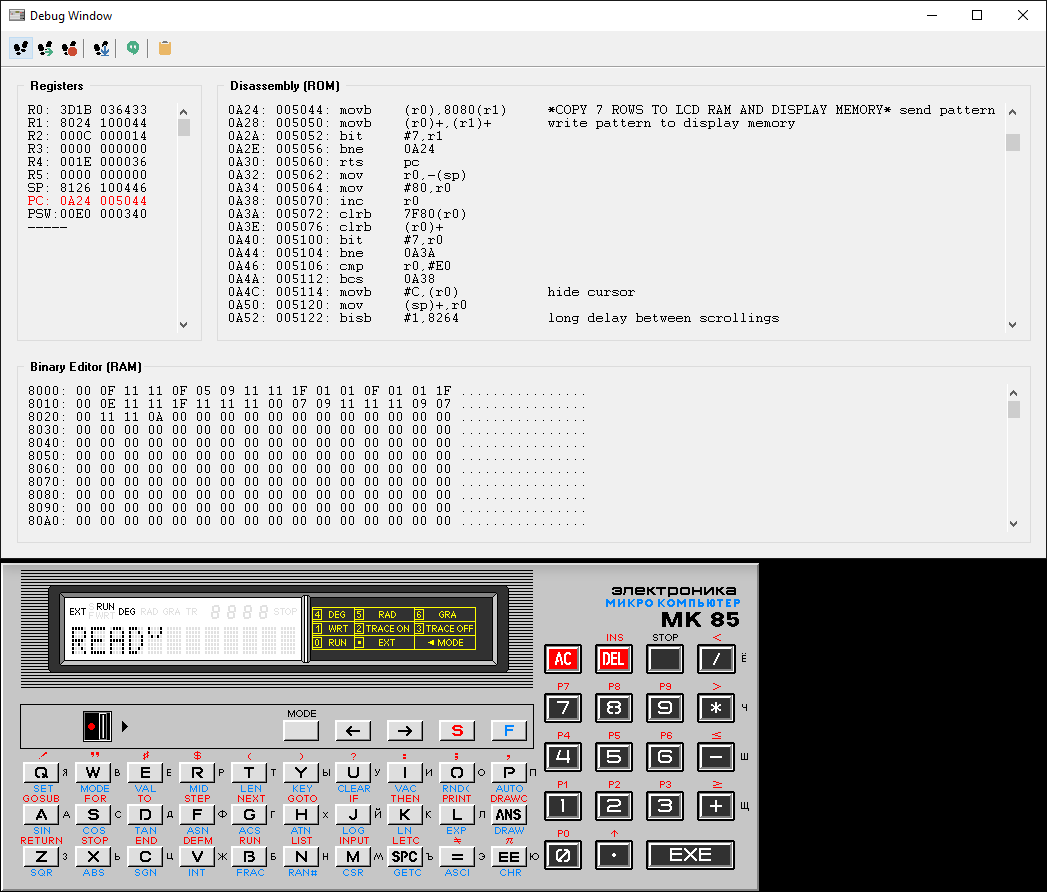 Debug Window
Registers
R0: 3D1B 036433
R1: 8024 100044
R2: 000C 000014
R3: 0000 000000
R4: 001E 000036
R5: 0000 000000
SP: 8126 100446
PC: 0A24 005044
PSW:00E0 000340
-----
Disassembly (ROM)
0A24: 005044: movb (r0),8080(r1) *COPY 7 ROWS TO LCD RAM AND DISPLAY MEMORY* send pattern
0A28: 005050: movb (r0)+,(r1)+ write pattern to display memory
0A2A: 005052: bit #7,r1
0A2E: 005056: bne 0A24
0A30: 005060: rts pc
0A32: 005062: mov r0,-(sp)
0A34: 005064: mov #80,r0
0A38: 005070: inc r0
0A3A: 005072: clrb 7F80(r0)
0A3E: 005076: clrb (r0)+
0A40: 005100: bit #7,r0
0A44: 005104: bne 0A3A
0A46: 005106: cmp r0,#E0
0A4A: 005112: bcs 0A38
0A4C: 005114: movb #C,(r0) hide cursor
0A50: 005120: mov (sp)+,r0
0A52: 005122: bisb #1,8264 long delay between scrollings
Binary Editor (RAM)
8000: 00 0F 11 11 0F 05 09 11 11 1F 01 01 0F 01 01 1F ................
8010: 00 0E 11 11 1F 11 11 11 00 07 09 11 11 11 09 07 ................
8020: 00 11 11 0A 00 00 00 00 00 00 00 00 00 00 00 00 ................
8030: 00 00 00 00 00 00 00 00 00 00 00 00 00 00 00 00 ................
8040: 00 00 00 00 00 00 00 00 00 00 00 00 00 00 00 00 ................
8050: 00 00 00 00 00 00 00 00 00 00 00 00 00 00 00 00 ................
8060: 00 00 00 00 00 00 00 00 00 00 00 00 00 00 00 00 ................
8070: 00 00 00 00 00 00 00 00 00 00 00 00 00 00 00 00 ................
8080: 00 00 00 00 00 00 00 00 00 00 00 00 00 00 00 00 ................
8090: 00 00 00 00 00 00 00 00 00 00 00 00 00 00 00 00 ................
80A0: 00 00 00 00 00 00 00 00 00 00 00 00 00 00 00 00 ................
EXT RUN DEG RAD GRA TR 8888 STOP
READY
4 DEG 5 RAD 6 GRA
1 WRT 2 TRACE ON 3 TRACE OFF
0 RUN • EXT ◄ MODE
электроника
МИКРОКОМПЬЮТЕР
МК 85
INS STOP <
AC DEL / Ё
P7 P8 P9 >
7 8 9 * Ч
P4 P5 P6 ≤
4 5 6 − Ш
P1 P2 P3 ≥
1 2 3 + Щ
P0 ↑
0 . EXE
MODE
← → S F
! " # $ ( ) ? : ; ,
Q Я W В E Е R Р T Т Y Ы U У I И O О P П
SET MODE VAL MID LEN KEY CLEAR VAC RND( AUTO
GOSUB FOR TO STEP NEXT GOTO IF THEN PRINT DRAWC
A А S С D Д F Ф G Г H Х J Й K К L Л ANS
SIN COS TAN ASN ACS ATN LOG LN EXP DRAW
RETURN STOP END DEFM RUN LIST INPUT LETC ≠ π
Z З X Ь C Ц V Ж B Б N Н M М SPC Ъ = Э EE Ю
SQR ABS SGN INT FRAC RAN# CSR GETC ASCI CHR